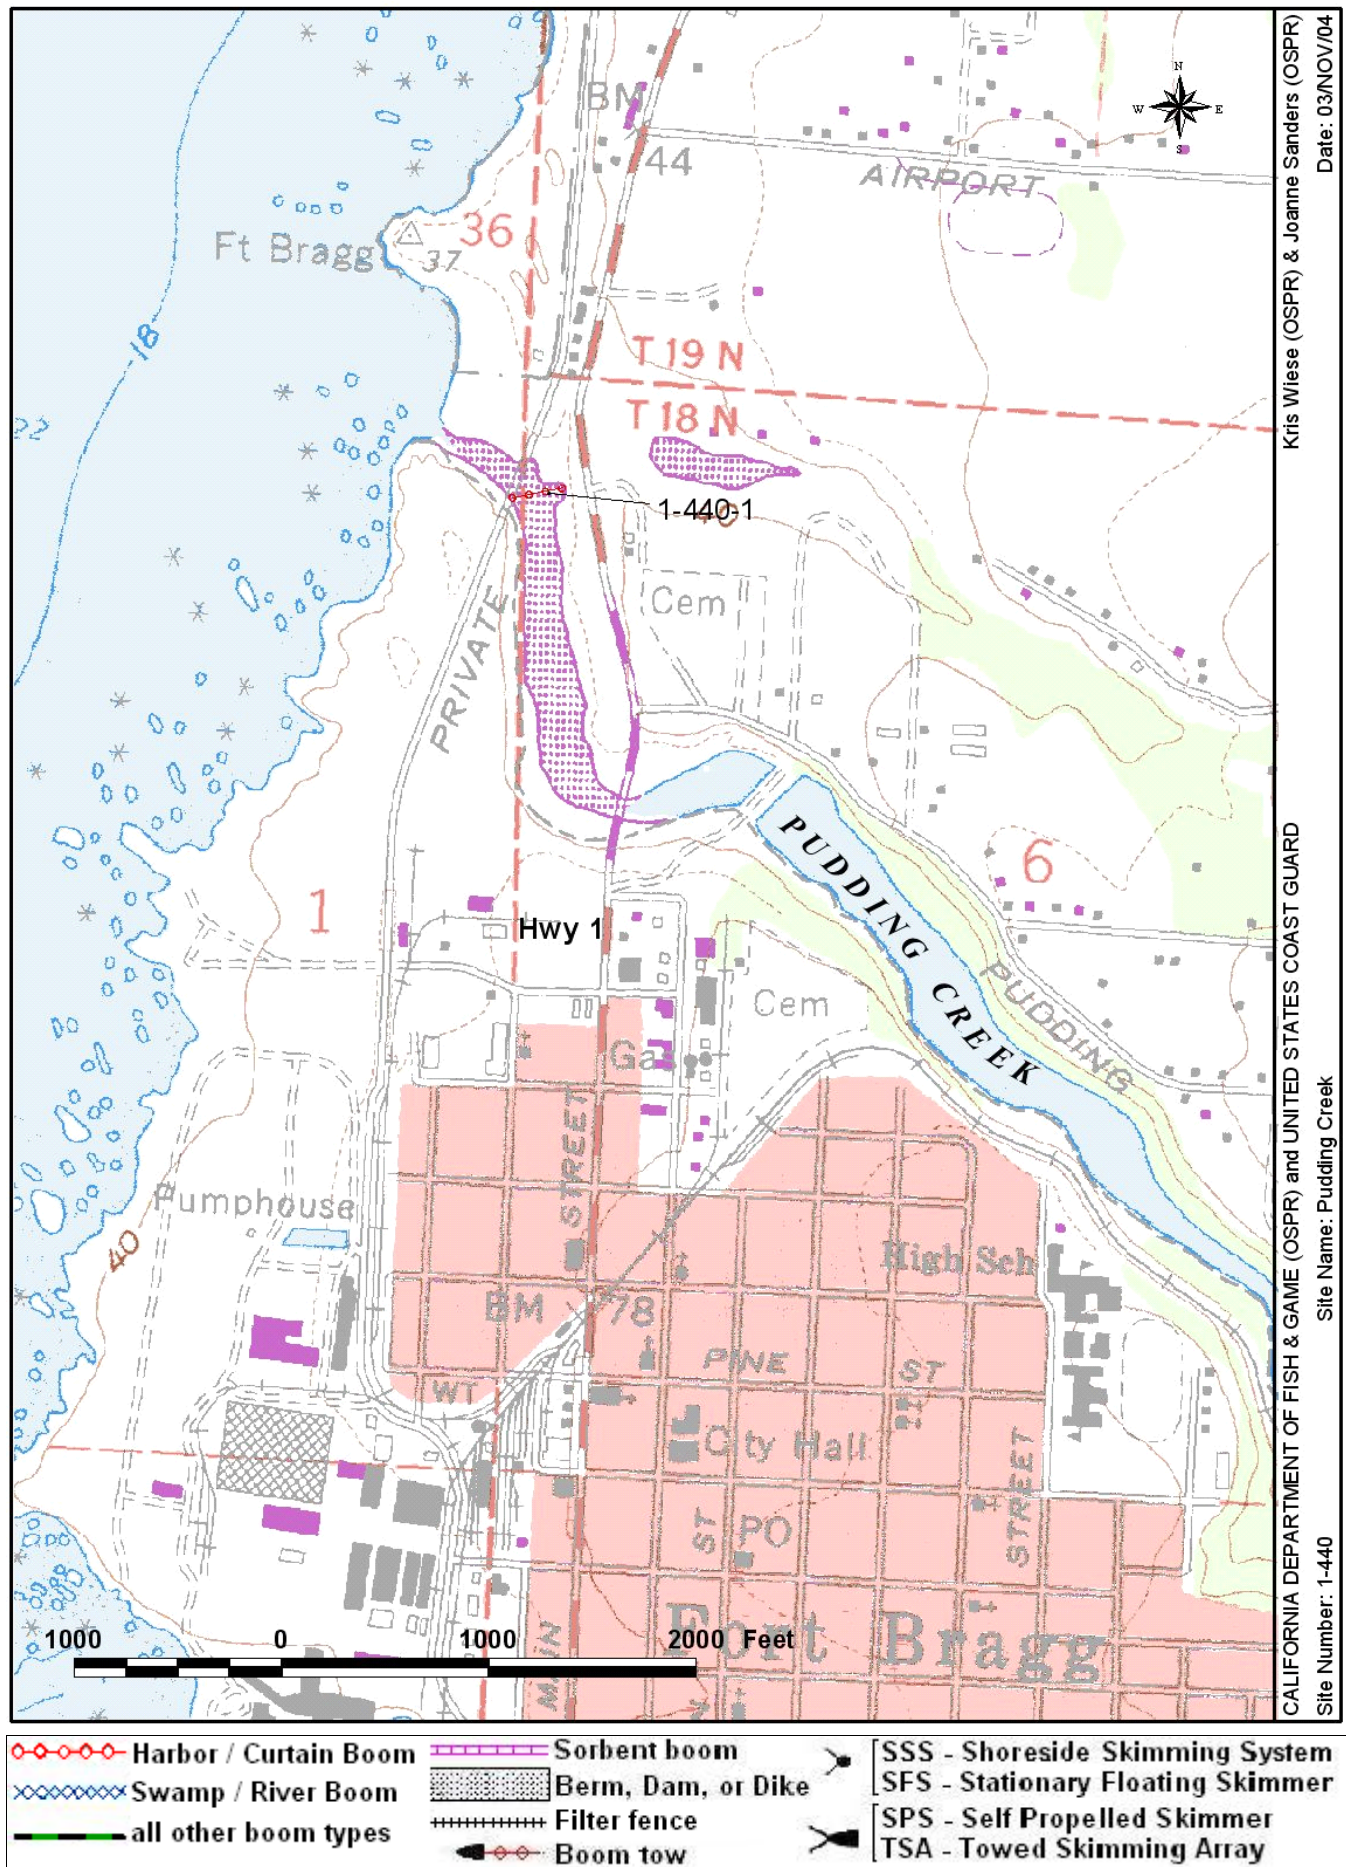 BM
44
AIRPORT
N
W E
S
36
Ft Bragg
37
18
22
T 19 N
T 18 N
1-440-1
40
Cem
PRIVATE
PUDDING CREEK
PUDDING
6
1
Hwy 1
Cem
Gas
STREET
Pumphouse
40
High Sch
BM 78
PINE ST
WT
City Hall
STREET
ST
PO
Fort Bragg
MAIN
1000 0 1000 2000 Feet
Kris Wiese (OSPR) & Joanne Sanders (OSPR)
Date: 03/NOV/04
CALIFORNIA DEPARTMENT OF FISH & GAME (OSPR) and UNITED STATES COAST GUARD
Site Number: 1-440
Site Name: Pudding Creek
Harbor / Curtain Boom
Swamp / River Boom
all other boom types
Sorbent boom
Berm, Dam, or Dike
Filter fence
Boom tow
SSS - Shoreside Skimming System
SFS - Stationary Floating Skimmer
SPS - Self Propelled Skimmer
TSA - Towed Skimming Array